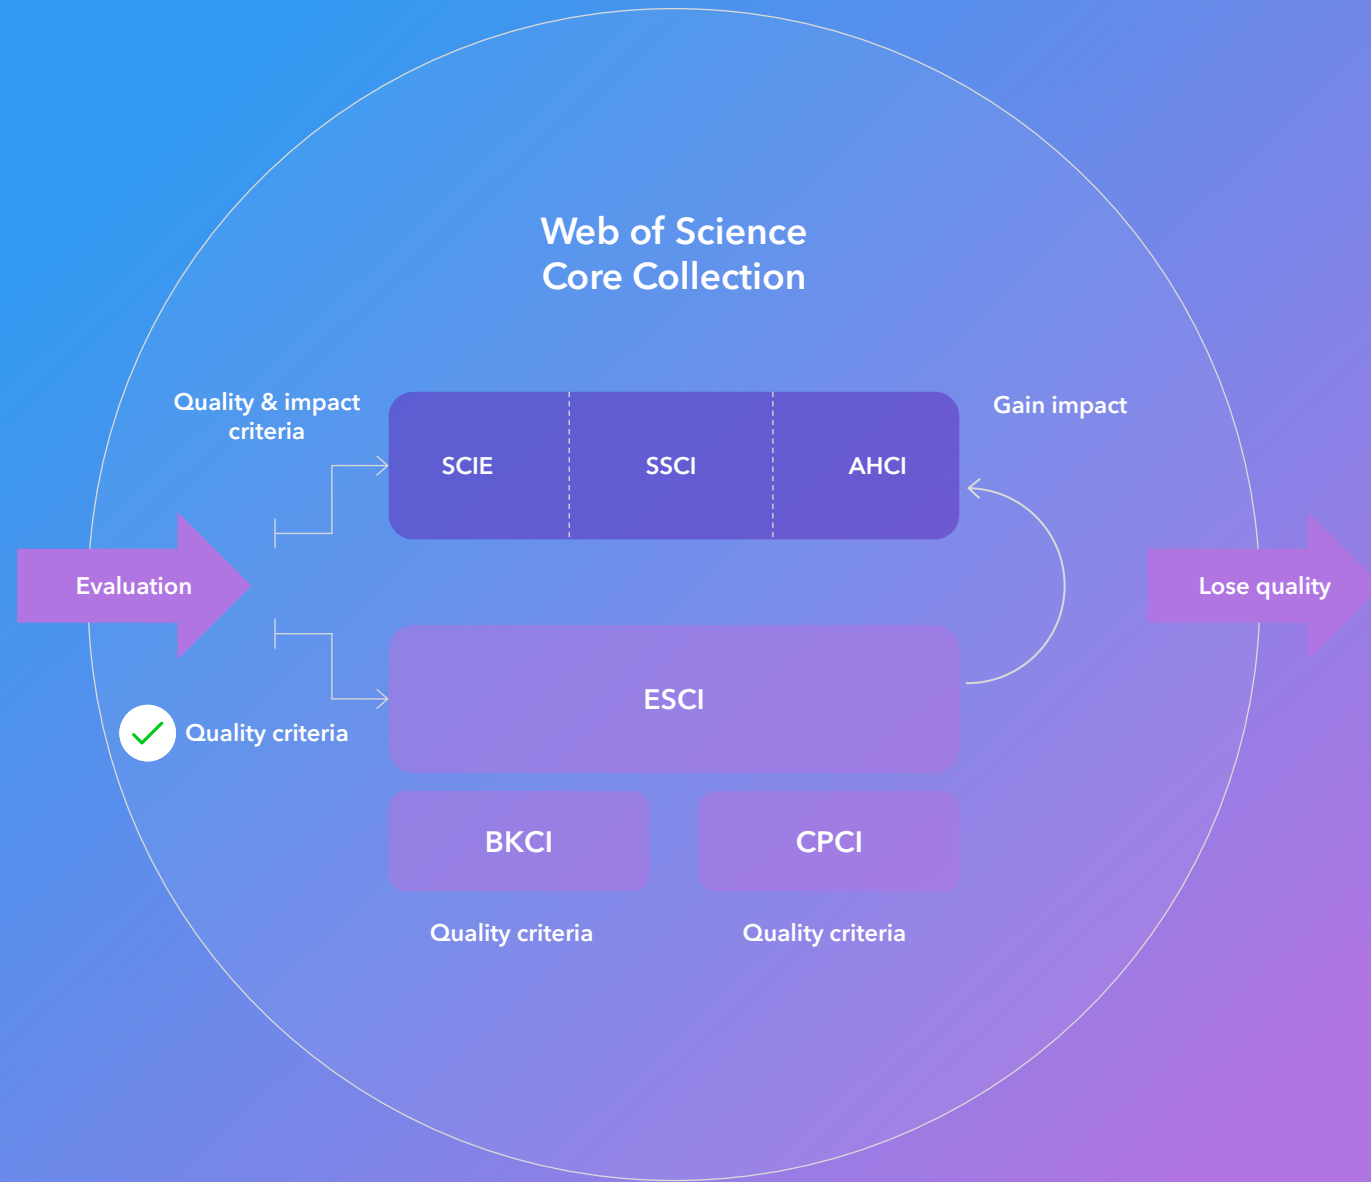 Web of Science
Core Collection
Quality & impact
criteria
Gain impact
SCIE
SSCI
AHCI
Evaluation
Lose quality
ESCI
Quality criteria
BKCI
CPCI
Quality criteria
Quality criteria